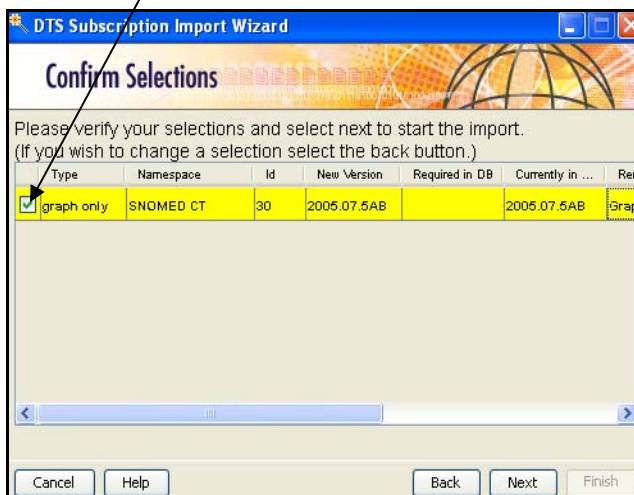 DTS Subscription Import Wizard
Confirm Selections
Please verify your selections and select next to start the import.
(If you wish to change a selection select the back button.)
Type Namespace Id New Version Required in DB Currently in ... Re
graph only SNOMED CT 30 2005.07.5AB 2005.07.5AB Grap
Cancel Help Back Next Finish